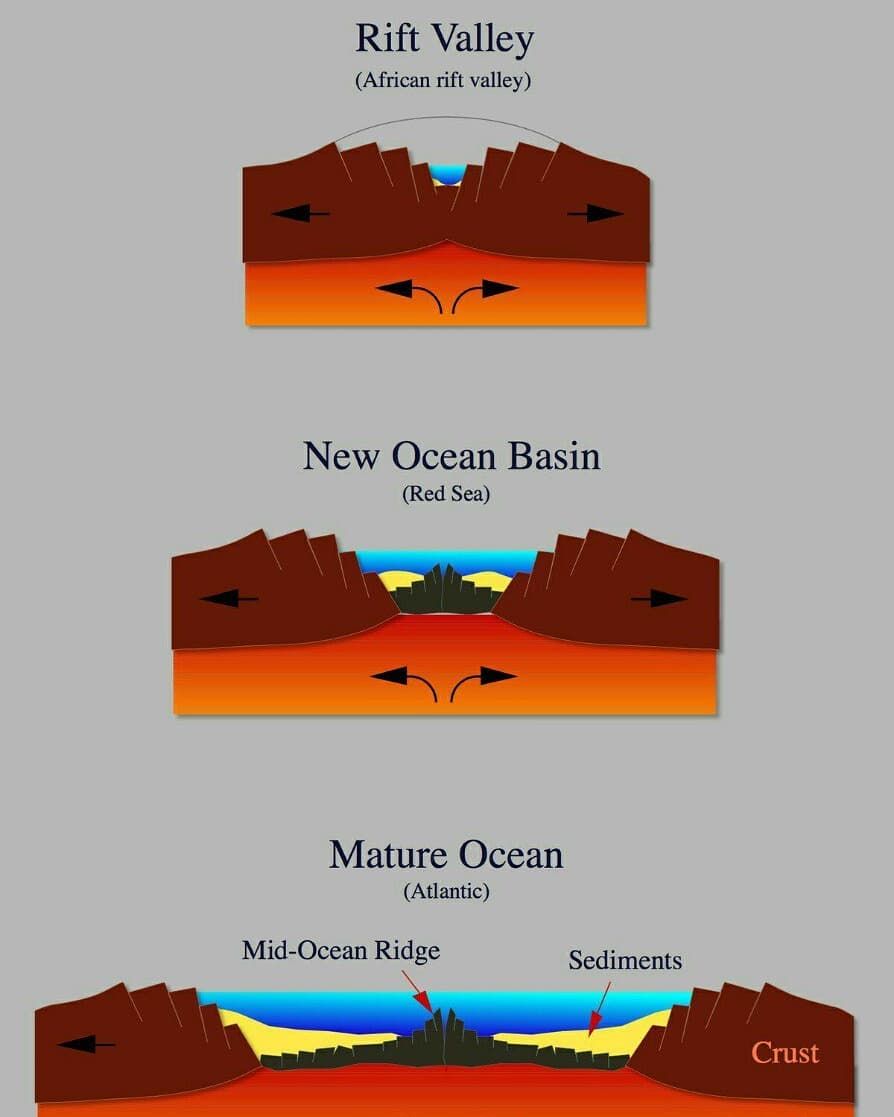 Rift Valley
(African rift valley)
New Ocean Basin
(Red Sea)
Mature Ocean
(Atlantic)
Mid-Ocean Ridge
Sediments
Crust